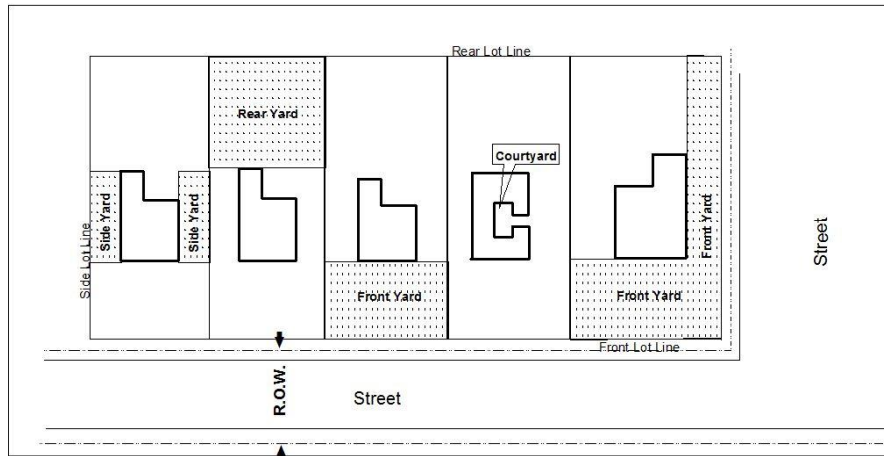 Rear Lot Line
Rear Yard
Courtyard
Side Yard
Side Yard
Side Lot Line
Front Yard
Front Yard
Front Yard
Front Lot Line
Street
R.O.W.
Street